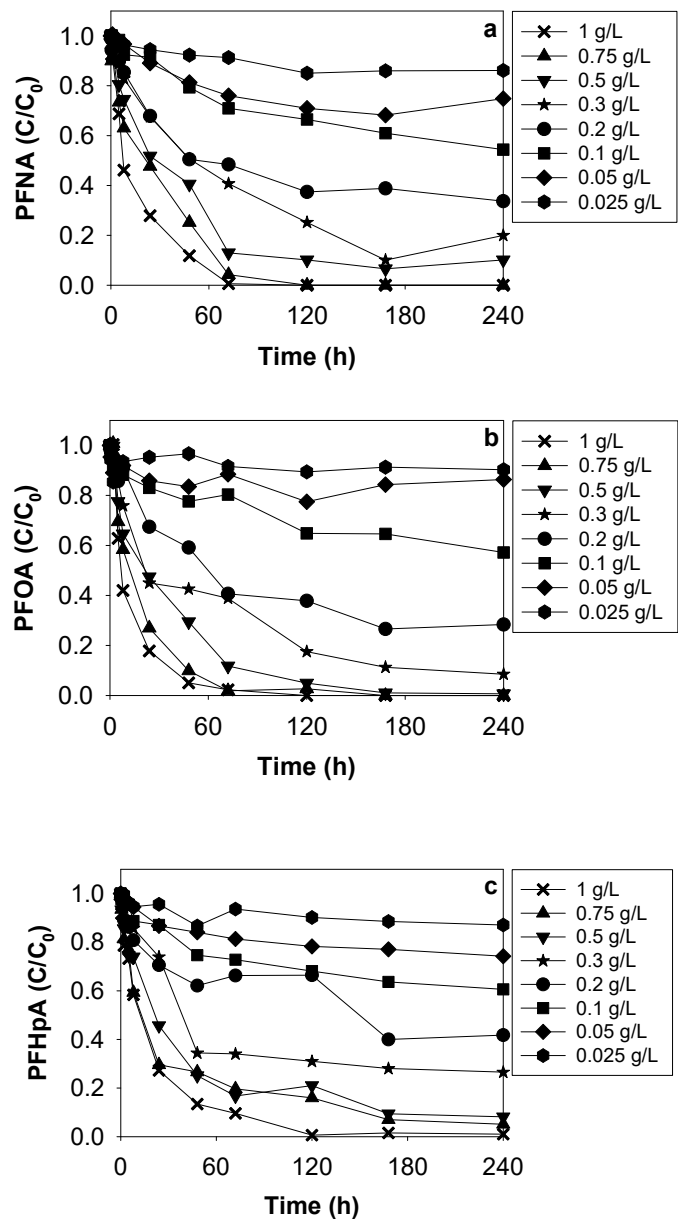 a
1.0
0.8
0.6
0.4
0.2
0.0
PFNA (C/C₀)
0
60
120
180
240
Time (h)
1 g/L
0.75 g/L
0.5 g/L
0.3 g/L
0.2 g/L
0.1 g/L
0.05 g/L
0.025 g/L
b
1.0
0.8
0.6
0.4
0.2
0.0
PFOA (C/C₀)
0
60
120
180
240
Time (h)
1 g/L
0.75 g/L
0.5 g/L
0.3 g/L
0.2 g/L
0.1 g/L
0.05 g/L
0.025 g/L
c
1.0
0.8
0.6
0.4
0.2
0.0
PFHpA (C/C₀)
0
60
120
180
240
Time (h)
1 g/L
0.75 g/L
0.5 g/L
0.3 g/L
0.2 g/L
0.1 g/L
0.05 g/L
0.025 g/L